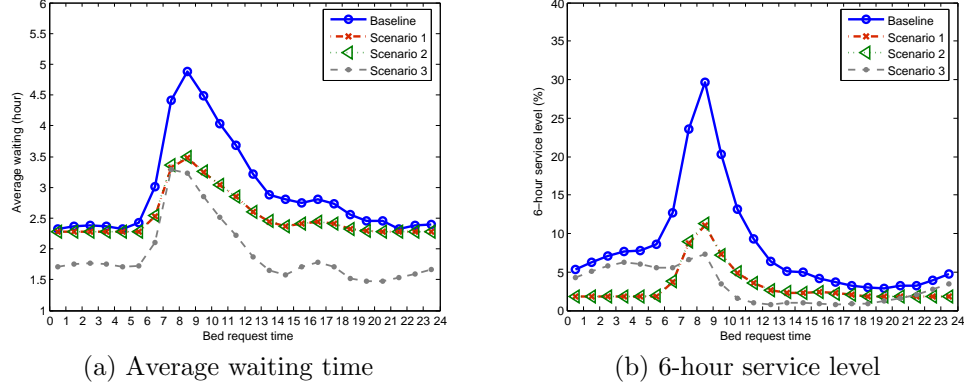 6
5.5
5
4.5
4
3.5
3
2.5
2
1.5
1
Average waiting (hour)
Baseline
Scenario 1
Scenario 2
Scenario 3
0 1 2 3 4 5 6 7 8 9 10 11 12 13 14 15 16 17 18 19 20 21 22 23 24
Bed request time
(a) Average waiting time
40
35
30
25
20
15
10
5
0
6-hour service level (%)
Baseline
Scenario 1
Scenario 2
Scenario 3
0 1 2 3 4 5 6 7 8 9 10 11 12 13 14 15 16 17 18 19 20 21 22 23 24
Bed request time
(b) 6-hour service level